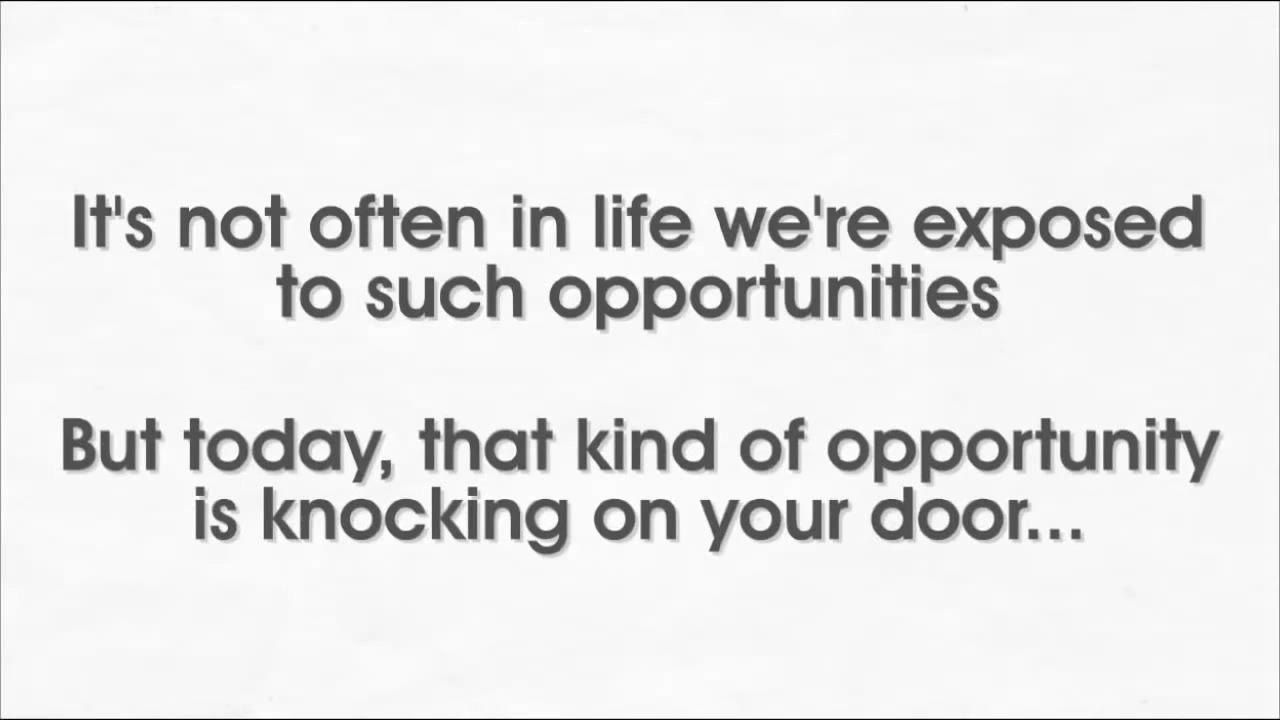 It's not often in life we're exposed
to such opportunities
But today, that kind of opportunity
is knocking on your door...